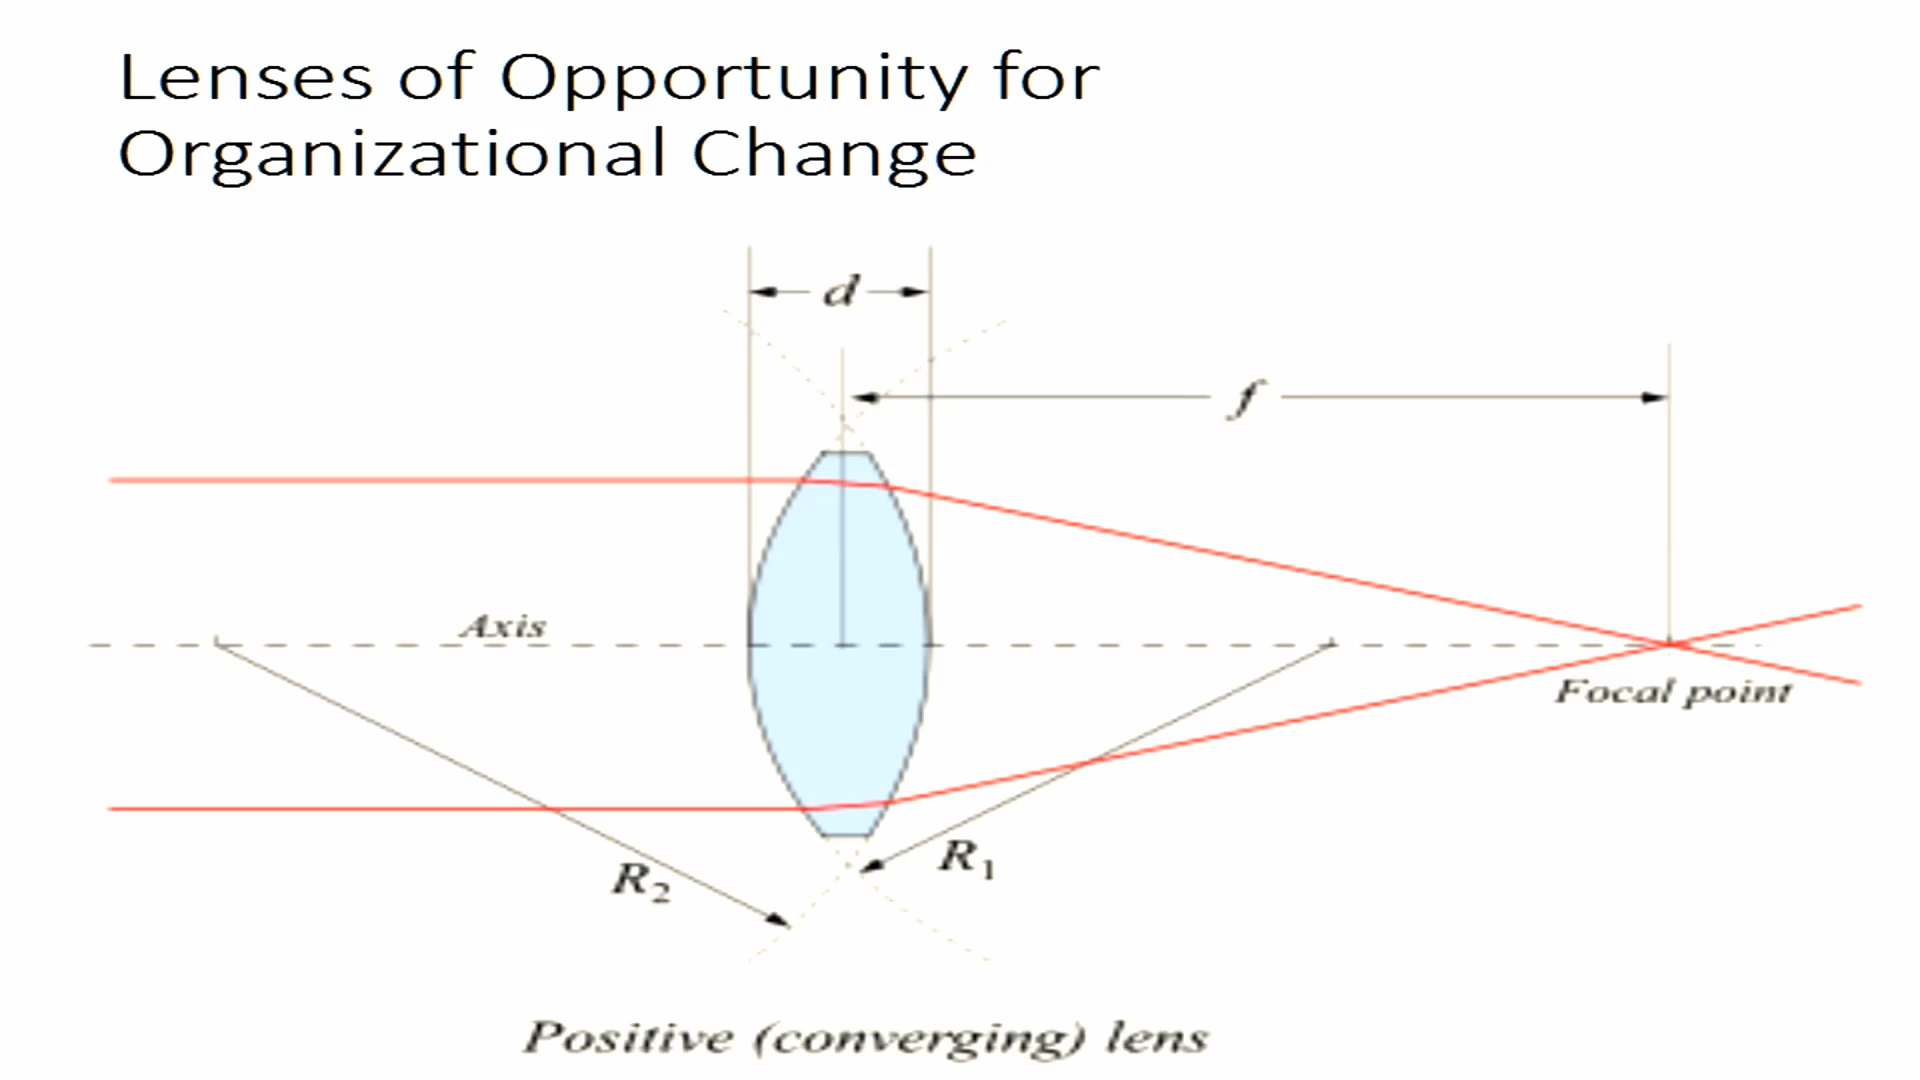 Lenses of Opportunity for
Organizational Change
d
f
Axis
Focal point
R₁
R₂
Positive (converging) lens